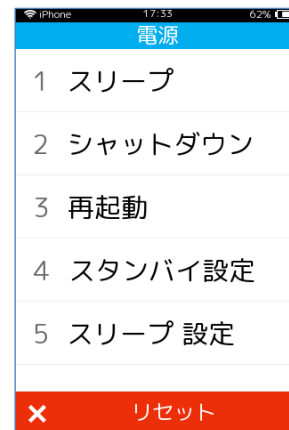 iPhone 17:33 62%
電源
1 スリープ
2 シャットダウン
3 再起動
4 スタンバイ設定
5 スリープ 設定
× リセット